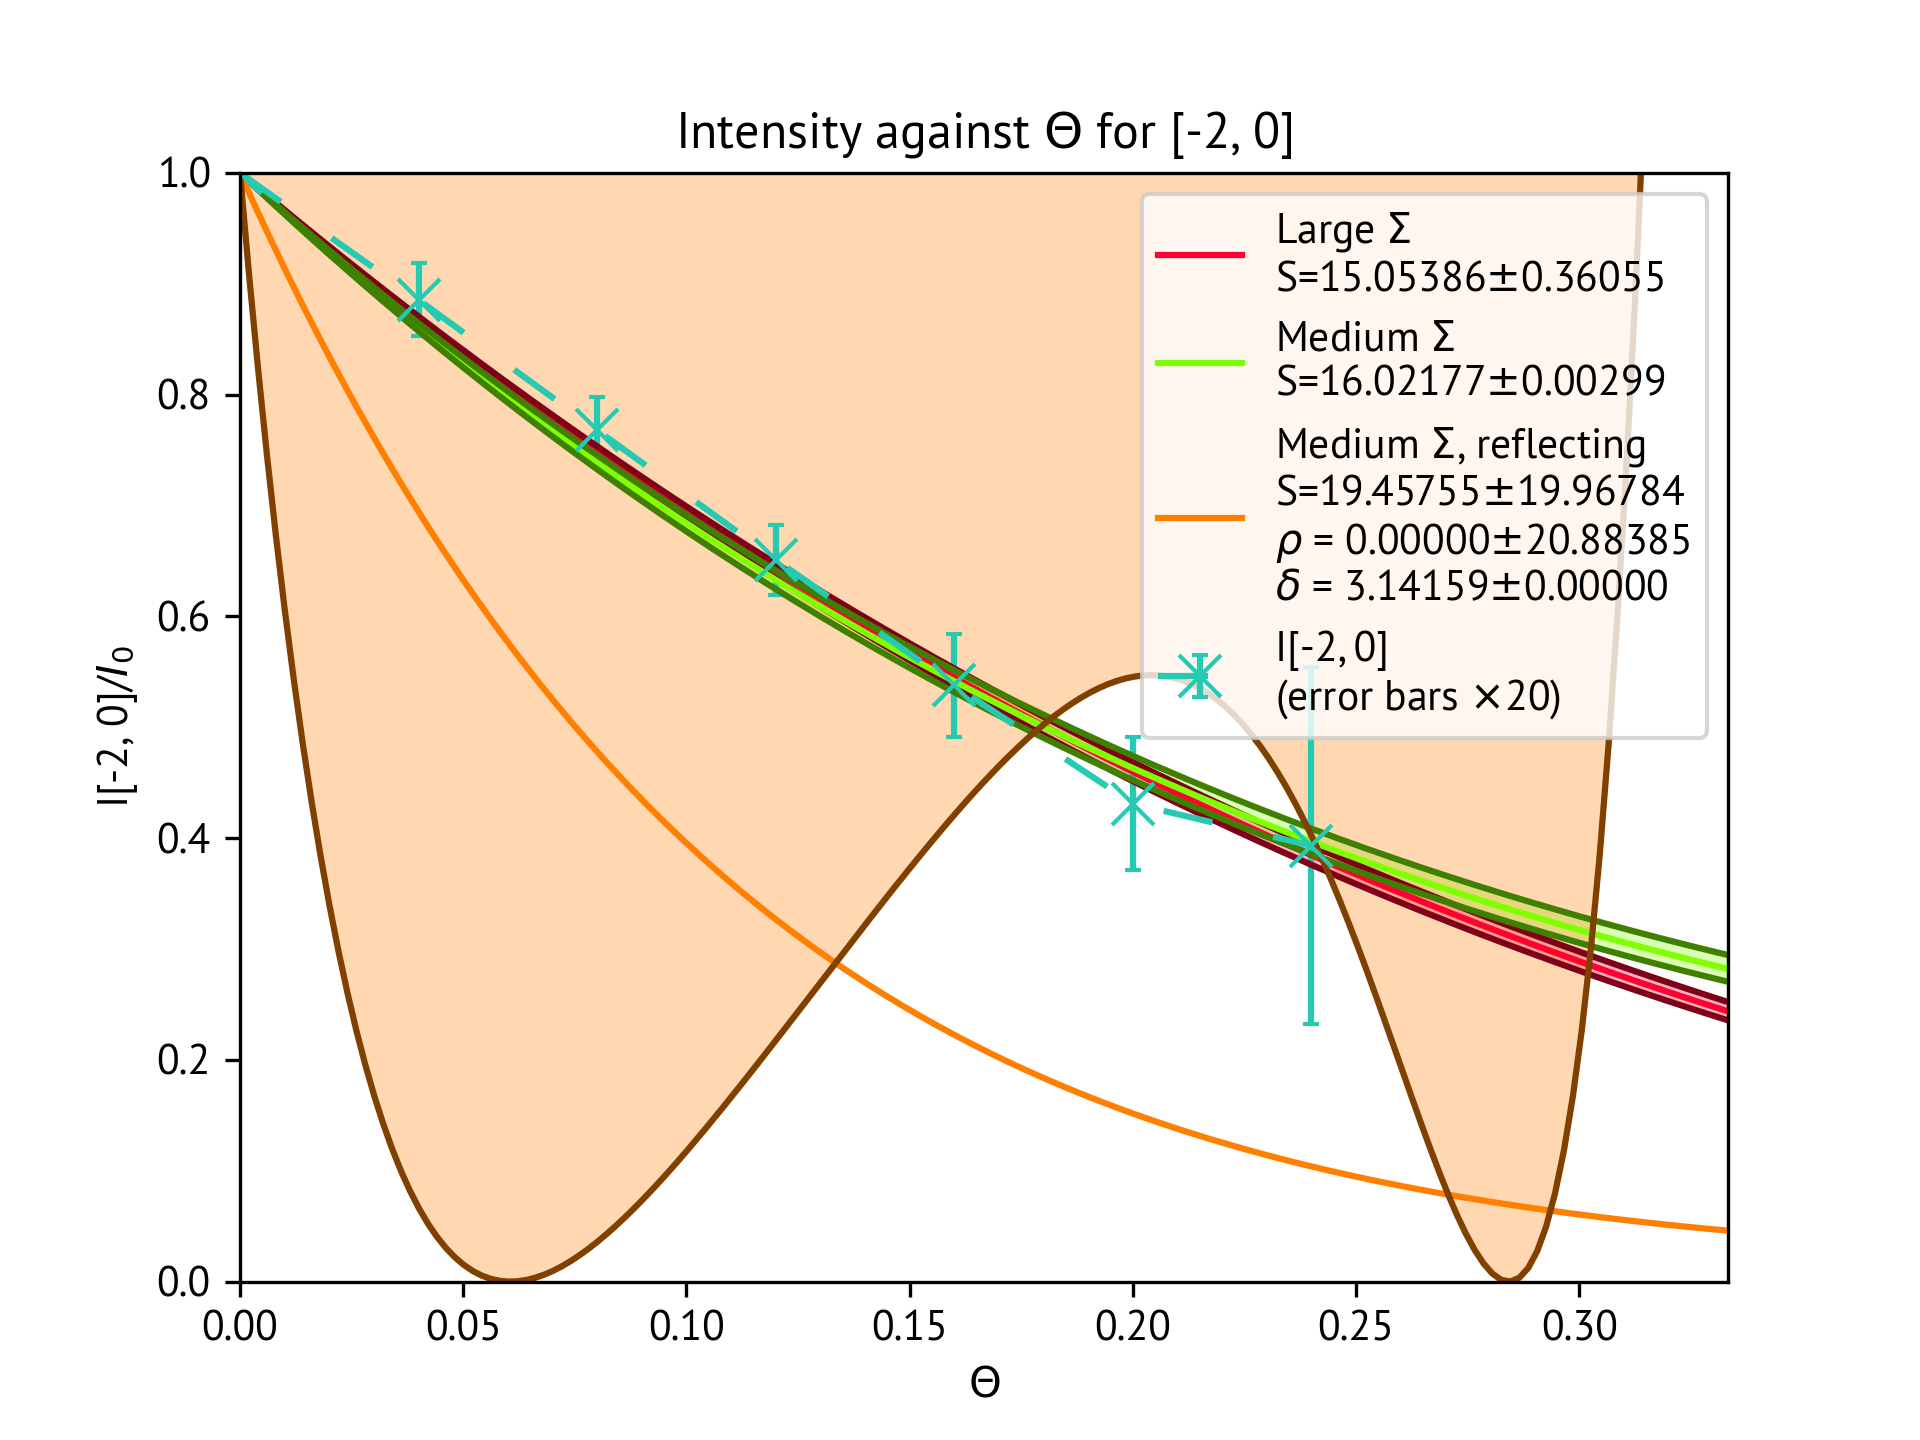 Intensity against Θ for [-2, 0]
I[-2, 0]/I₀
1.0
0.8
0.6
0.4
0.2
0.0
Large Σ
S=15.05386±0.36055
Medium Σ
S=16.02177±0.00299
Medium Σ, reflecting
S=19.45755±19.96784
ρ = 0.00000±20.88385
δ = 3.14159±0.00000
I[-2, 0]
(error bars ×20)
0.00 0.05 0.10 0.15 0.20 0.25 0.30
Θ